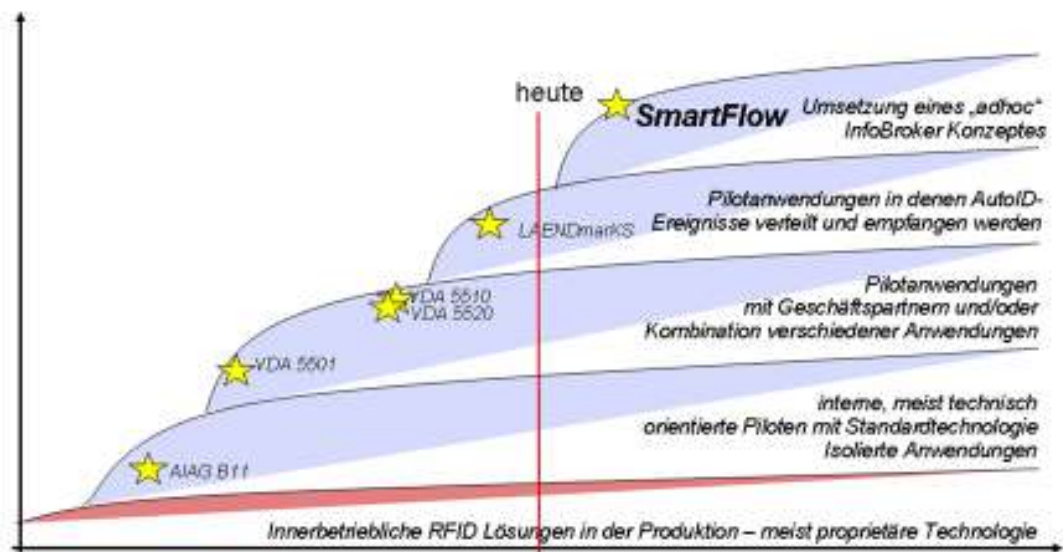 heute
SmartFlow
Umsetzung eines „adhoc“
InfoBroker Konzeptes
Pilotanwendungen in denen AutoID-
Ereignisse verteilt und empfangen werden
LAENDmarKS
Pilotanwendungen
mit Geschäftspartnern und/oder
Kombination verschiedener Anwendungen
VDA 5510
VDA 5520
VDA 5501
interne, meist technisch
orientierte Piloten mit Standardtechnologie
Isolierte Anwendungen
AIAG B11
Innerbetriebliche RFID Lösungen in der Produktion – meist proprietäre Technologie